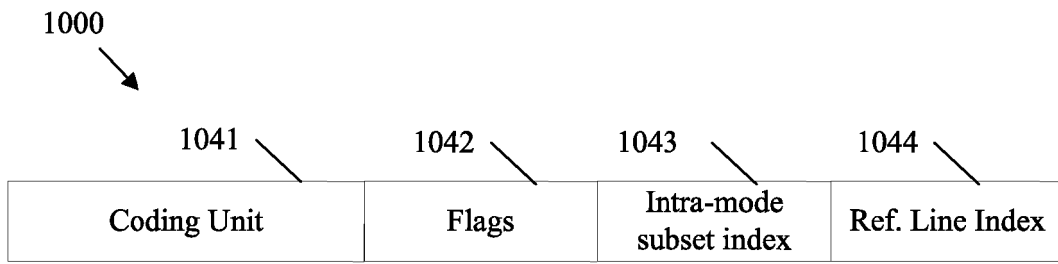 1000
1041 1042 1043 1044
Coding Unit Flags Intra-mode subset index Ref. Line Index